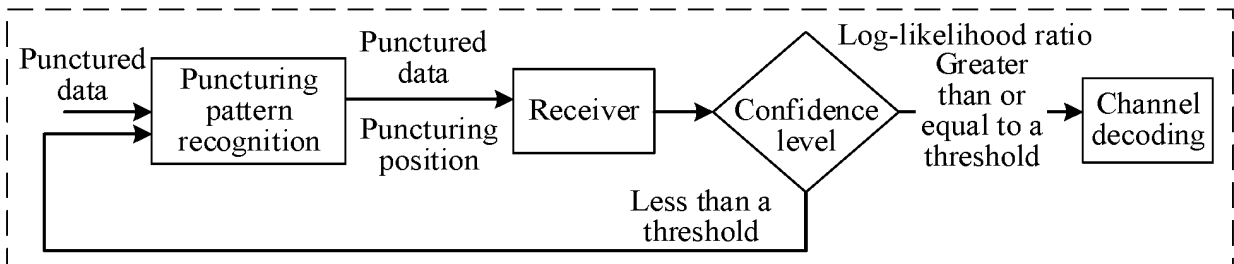 Punctured
data
Puncturing
pattern
recognition
Punctured
data
Puncturing
position
Receiver
Confidence
level
Log-likelihood ratio
Greater
than or
equal to a
threshold
Channel
decoding
Less than a
threshold